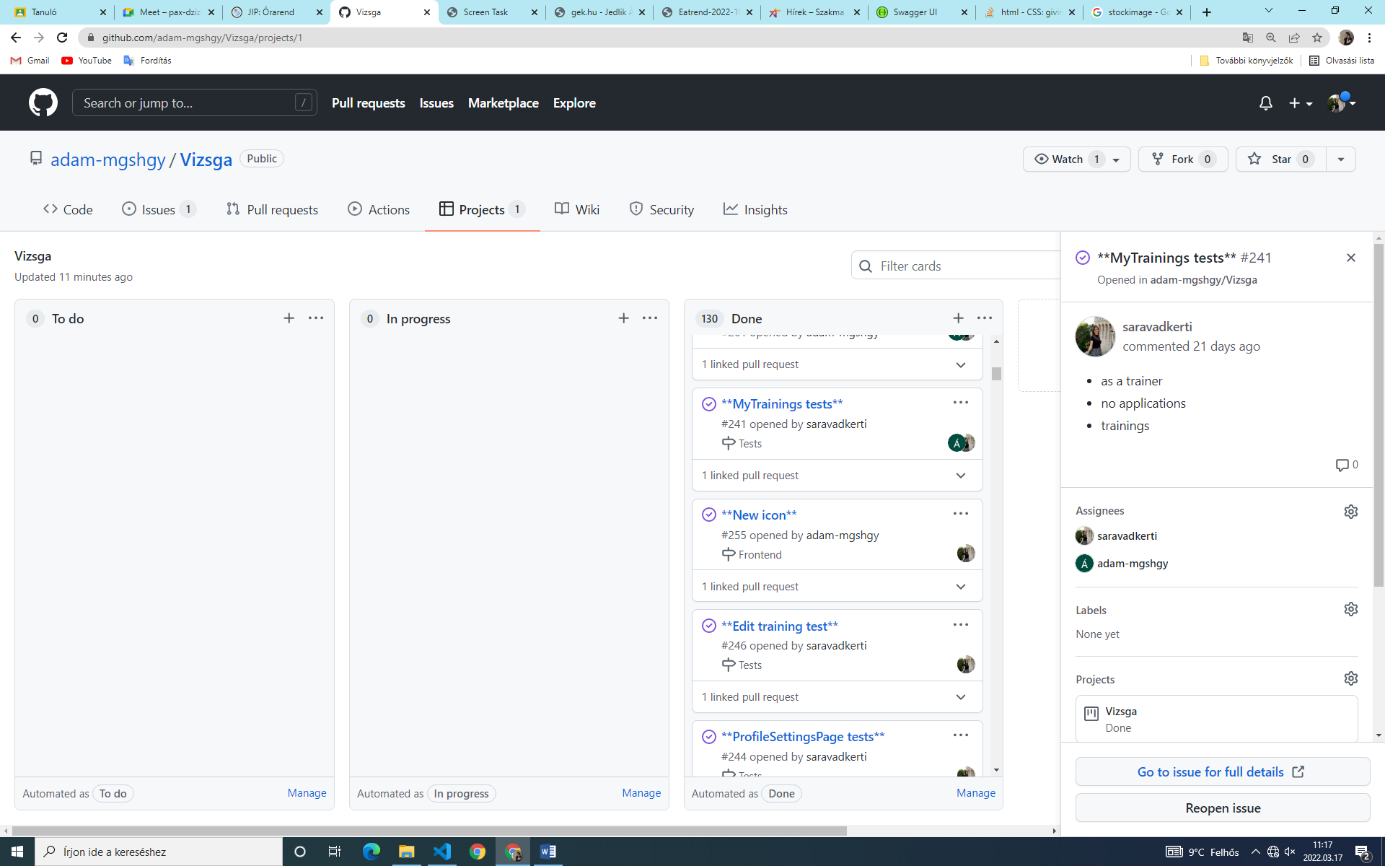 Tanuló
Meet – pax-dziz
JIP: Órarend
Vizsga
Screen Task
gek.hu - Jedlik Á
Eatrend-2022-1
Hírek – Szakma
Swagger UI
html - CSS: givin
stockimage - Go
github.com/adam-mgshgy/Vizsga/projects/1
Gmail
YouTube
Fordítás
További könyvjelzők
Olvasási lista
Search or jump to...
/
Pull requests
Issues
Marketplace
Explore
adam-mgshgy / Vizsga
Public
Watch 1
Fork 0
Star 0
Code
Issues 1
Pull requests
Actions
Projects 1
Wiki
Security
Insights
Vizsga
Updated 11 minutes ago
Filter cards
0 To do
Automated as To do
Manage
0 In progress
Automated as In progress
Manage
130 Done
1 linked pull request
**MyTrainings tests**
#241 opened by saravadkerti
Tests
Á
1 linked pull request
**New icon**
#255 opened by adam-mgshgy
Frontend
1 linked pull request
**Edit training test**
#246 opened by saravadkerti
Tests
1 linked pull request
**ProfileSettingsPage tests**
#244 opened by saravadkerti
Tests
Automated as Done
Manage
**MyTrainings tests** #241
Opened in adam-mgshgy/Vizsga
saravadkerti
commented 21 days ago
as a trainer
no applications
trainings
0
Assignees
saravadkerti
Á adam-mgshgy
Labels
None yet
Projects
Vizsga
Done
Go to issue for full details
Reopen issue
Írjon ide a kereséshez
9°C Felhős
11:17
2022.03.17
2